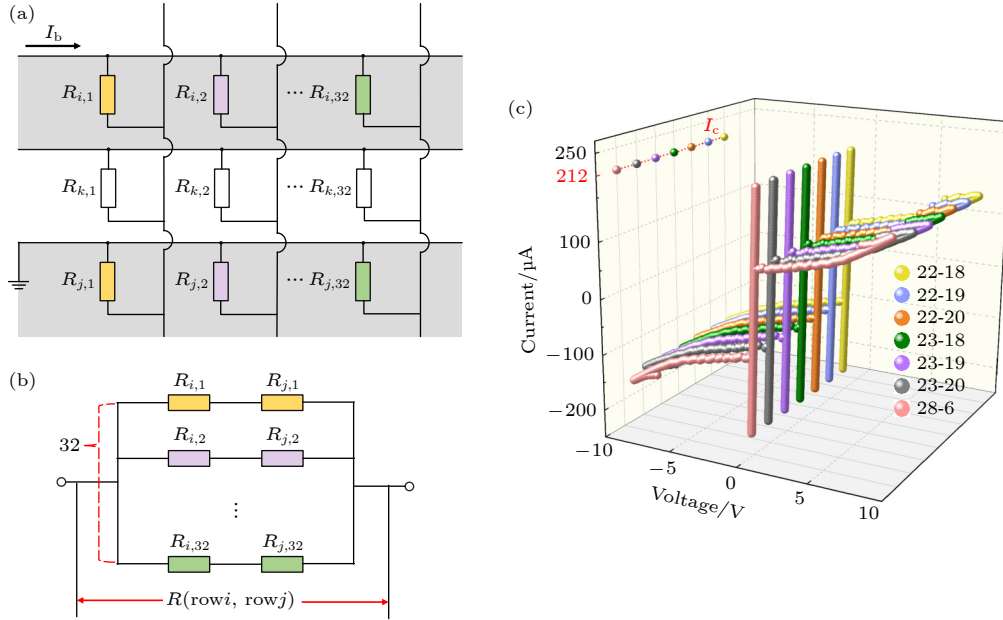 (a)
I_b
R_{i,1} R_{i,2} ··· R_{i,32}
R_{k,1} R_{k,2} ··· R_{k,32}
R_{j,1} R_{j,2} R_{j,32}
(b)
R_{i,1} R_{j,1}
32
R_{i,2} R_{j,2}
⋮
R_{i,32} R_{j,32}
R(rowi, rowj)
(c)
I_c
250
212
100
0
−100
−200
Current/μA
−10
−5
0
5
10
Voltage/V
22-18
22-19
22-20
23-18
23-19
23-20
28-6